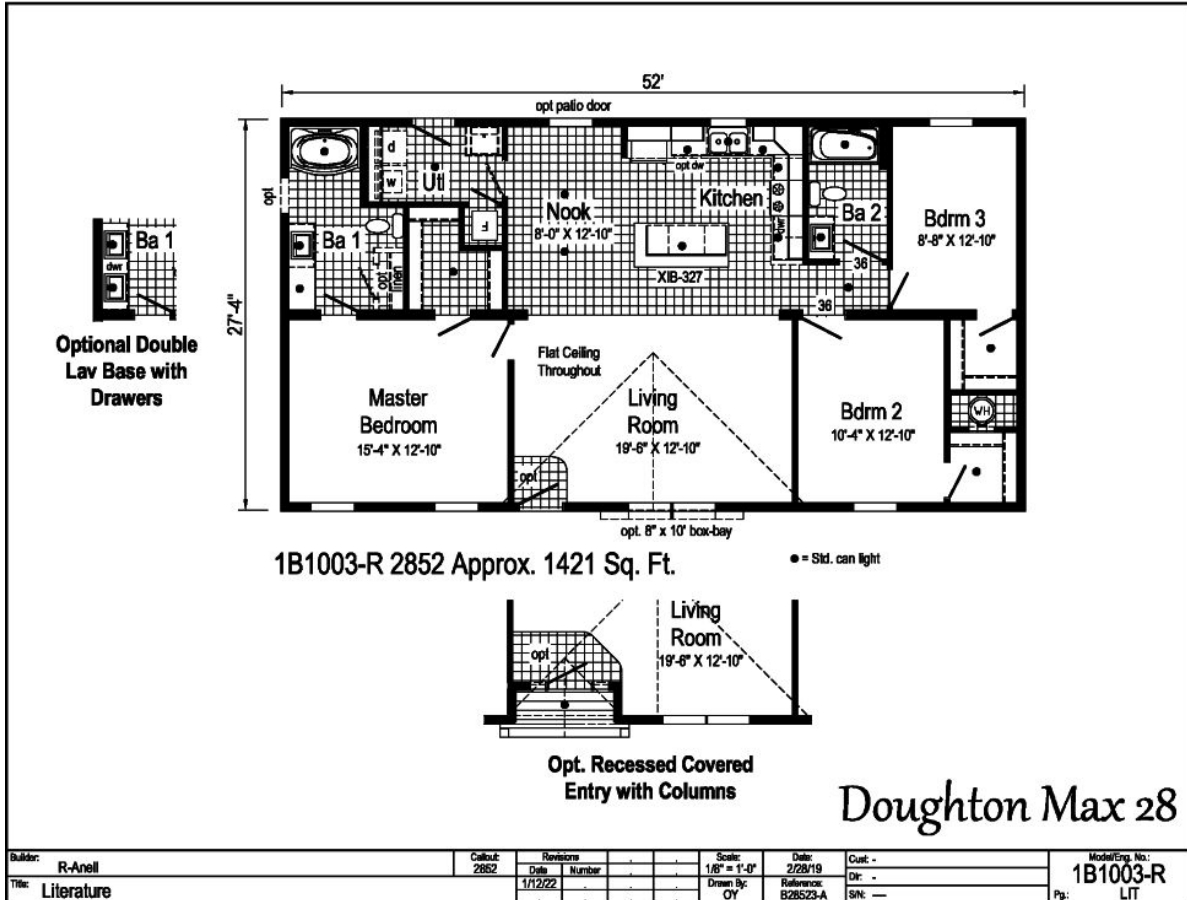 52'
opt patio door
27'-4"
opt
d
w
Utl
F
Nook
8'-0" X 12'-10"
opt dw
Kitchen
dwr
XIB-327
Ba 2
36
36
Bdrm 3
8'-8" X 12'-10"
Ba 1
opt
linen
Ba 1
dwr
Optional Double
Lav Base with
Drawers
Master
Bedroom
15'-4" X 12'-10"
Flat Ceiling
Throughout
Living
Room
19'-6" X 12'-10"
opt
Bdrm 2
10'-4" X 12'-10"
WH
opt. 8" x 10' box-bay
1B1003-R 2852 Approx. 1421 Sq. Ft.
● = Std. can light
Living
Room
19'-6" X 12'-10"
opt
Opt. Recessed Covered
Entry with Columns
Doughton Max 28
Builder: R-Anell
Title: Literature
Callout: 2852
Revisions
Date Number
1/12/22
Scale: 1/8" = 1'-0"
Drawn By: OY
Date: 2/28/19
Reference: B28523-A
Cust: -
Dir: -
S/N: —
Model/Eng. No.:
1B1003-R
Pg.: LIT